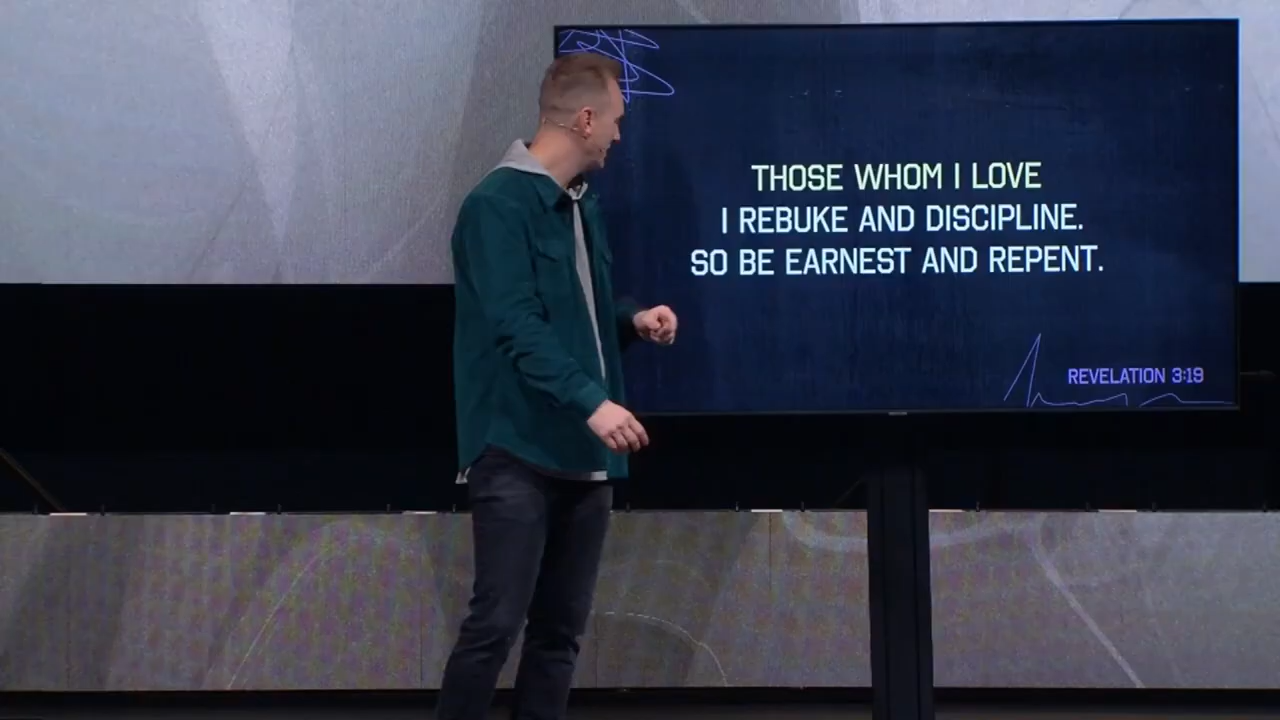 THOSE WHOM I LOVE
I REBUKE AND DISCIPLINE.
SO BE EARNEST AND REPENT.
REVELATION 3:19